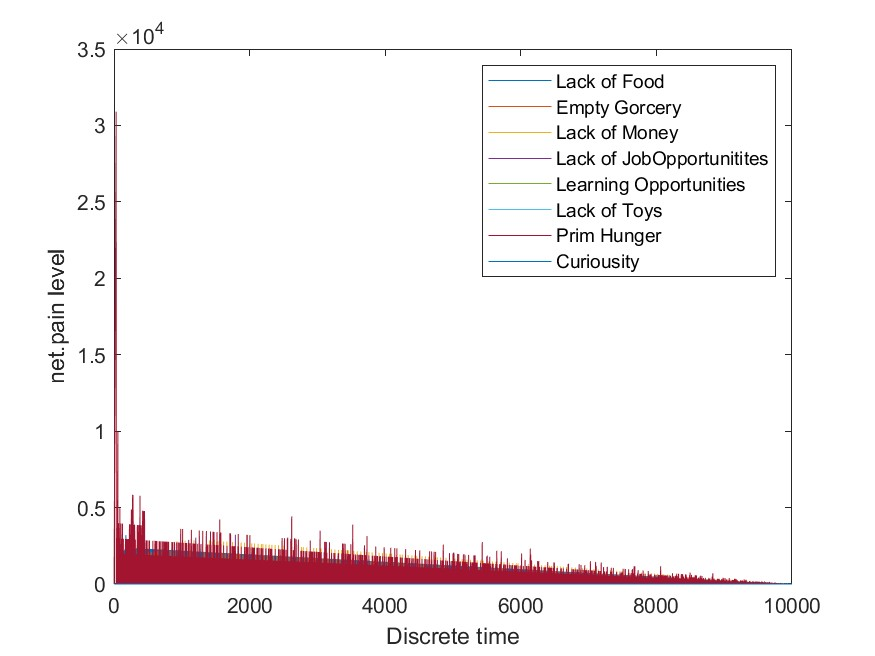 ×10⁴
3.5
3
2.5
2
1.5
1
0.5
0
net.pain level
0
2000
4000
6000
8000
10000
Discrete time
Lack of Food
Empty Gorcery
Lack of Money
Lack of JobOpportunitites
Learning Opportunities
Lack of Toys
Prim Hunger
Curiousity